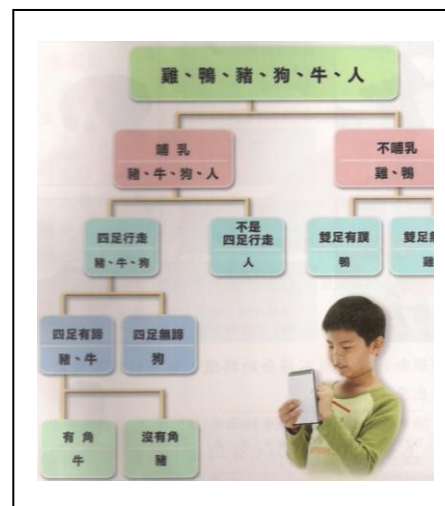 雞、鴨、豬、狗、牛、人
哺乳
豬、牛、狗、人
不哺乳
雞、鴨
四足行走
豬、牛、狗
不是
四足行走
人
雙足有蹼
鴨
雙足
雞
四足有蹄
豬、牛
四足無蹄
狗
有角
牛
沒有角
豬